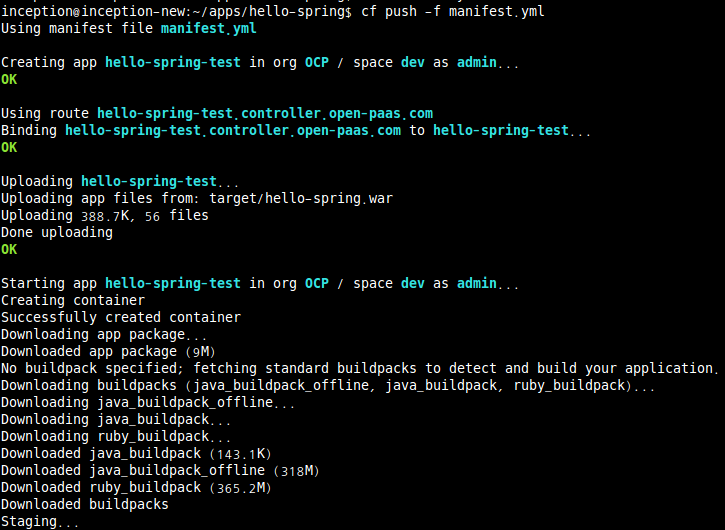 inception@inception-new:~/apps/hello-spring$ cf push -f manifest.yml
Using manifest file manifest.yml
Creating app hello-spring-test in org OCP / space dev as admin...
OK
Using route hello-spring-test.controller.open-paas.com
Binding hello-spring-test.controller.open-paas.com to hello-spring-test...
OK
Uploading hello-spring-test...
Uploading app files from: target/hello-spring.war
Uploading 388.7K, 56 files
Done uploading
OK
Starting app hello-spring-test in org OCP / space dev as admin...
Creating container
Successfully created container
Downloading app package...
Downloaded app package (9M)
No buildpack specified; fetching standard buildpacks to detect and build your application.
Downloading buildpacks (java_buildpack_offline, java_buildpack, ruby_buildpack)...
Downloading java_buildpack_offline...
Downloading java_buildpack...
Downloading ruby_buildpack...
Downloaded java_buildpack (143.1K)
Downloaded java_buildpack_offline (318M)
Downloaded ruby_buildpack (365.2M)
Downloaded buildpacks
Staging...